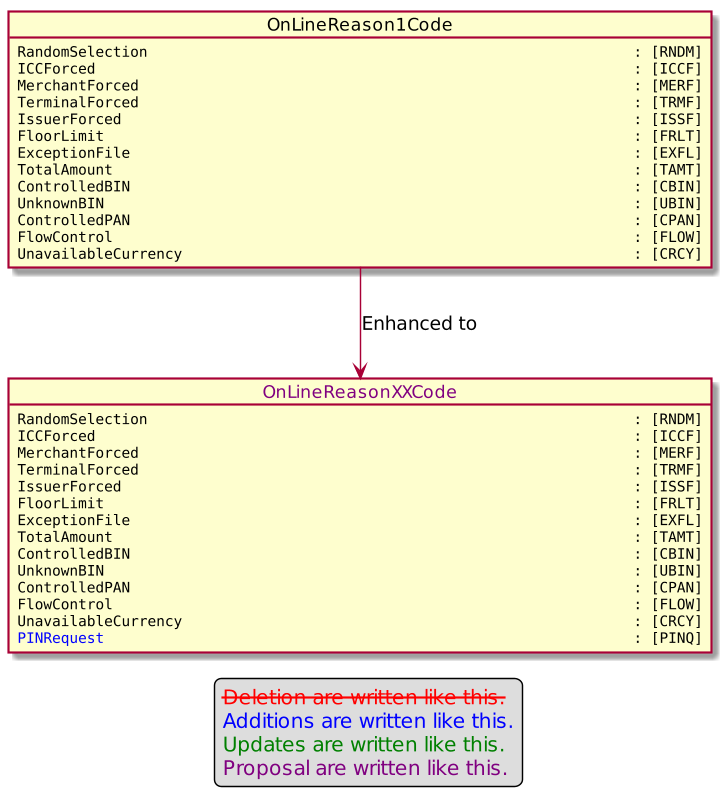 OnLineReason1Code
RandomSelection : [RNDM]
ICCForced : [ICCF]
MerchantForced : [MERF]
TerminalForced : [TRMF]
IssuerForced : [ISSF]
FloorLimit : [FRLT]
ExceptionFile : [EXFL]
TotalAmount : [TAMT]
ControlledBIN : [CBIN]
UnknownBIN : [UBIN]
ControlledPAN : [CPAN]
FlowControl : [FLOW]
UnavailableCurrency : [CRCY]
Enhanced to
OnLineReasonXXCode
RandomSelection : [RNDM]
ICCForced : [ICCF]
MerchantForced : [MERF]
TerminalForced : [TRMF]
IssuerForced : [ISSF]
FloorLimit : [FRLT]
ExceptionFile : [EXFL]
TotalAmount : [TAMT]
ControlledBIN : [CBIN]
UnknownBIN : [UBIN]
ControlledPAN : [CPAN]
FlowControl : [FLOW]
UnavailableCurrency : [CRCY]
PINRequest : [PINQ]
Deletion are written like this.
Additions are written like this.
Updates are written like this.
Proposal are written like this.